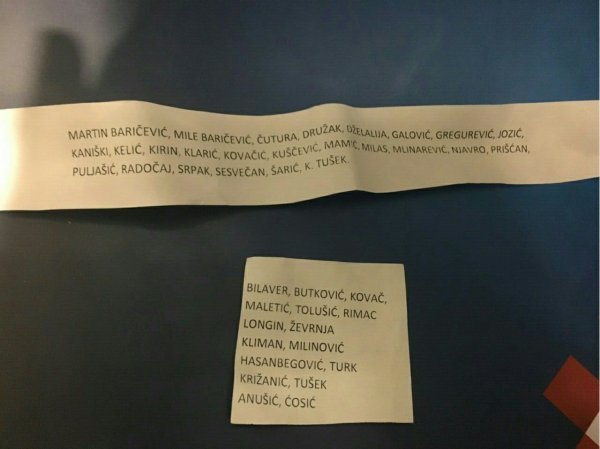 MARTIN BARIČEVIĆ, MILE BARIČEVIĆ, ČUTURA, DRUŽAK, DŽELALIJA, GALOVIĆ, GREGUREVIĆ, JOZIĆ,
KANIŠKI, KELIĆ, KIRIN, KLARIĆ, KOVAČIĆ, KUŠČEVIĆ, MAMIĆ, MILAS, MLINAREVIĆ, NJAVRO, PRIŠĆAN,
PULJAŠIĆ, RADOČAJ, SRPAK, SESVEČAN, ŠARIĆ, K. TUŠEK.
BILAVER, BUTKOVIĆ, KOVAČ,
MALETIĆ, TOLUŠIĆ, RIMAC
LONGIN, ŽEVRNJA
KLIMAN, MILINOVIĆ
HASANBEGOVIĆ, TURK
KRIŽANIĆ, TUŠEK
ANUŠIĆ, ĆOSIĆ